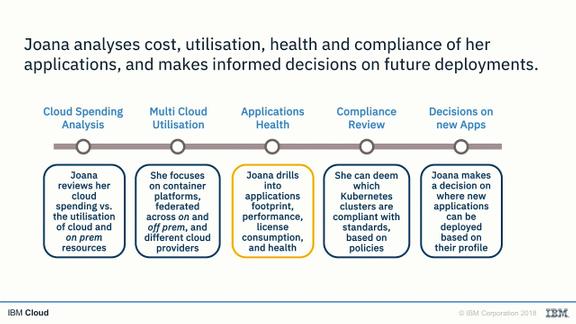 Joana analyses cost, utilisation, health and compliance of her
applications, and makes informed decisions on future deployments.
Cloud Spending
Analysis
Multi Cloud
Utilisation
Applications
Health
Compliance
Review
Decisions on
new Apps
Joana
reviews her
cloud
spending vs.
the utilisation
of cloud and
on prem
resources
She focuses
on container
platforms,
federated
across on and
off prem, and
different cloud
providers
Joana drills
into
applications
footprint,
performance,
license
consumption,
and health
She can deem
which
Kubernetes
clusters are
compliant with
standards,
based on
policies
Joana makes
a decision on
where new
applications
can be
deployed
based on
their profile
IBM Cloud
© IBM Corporation 2018
IBM